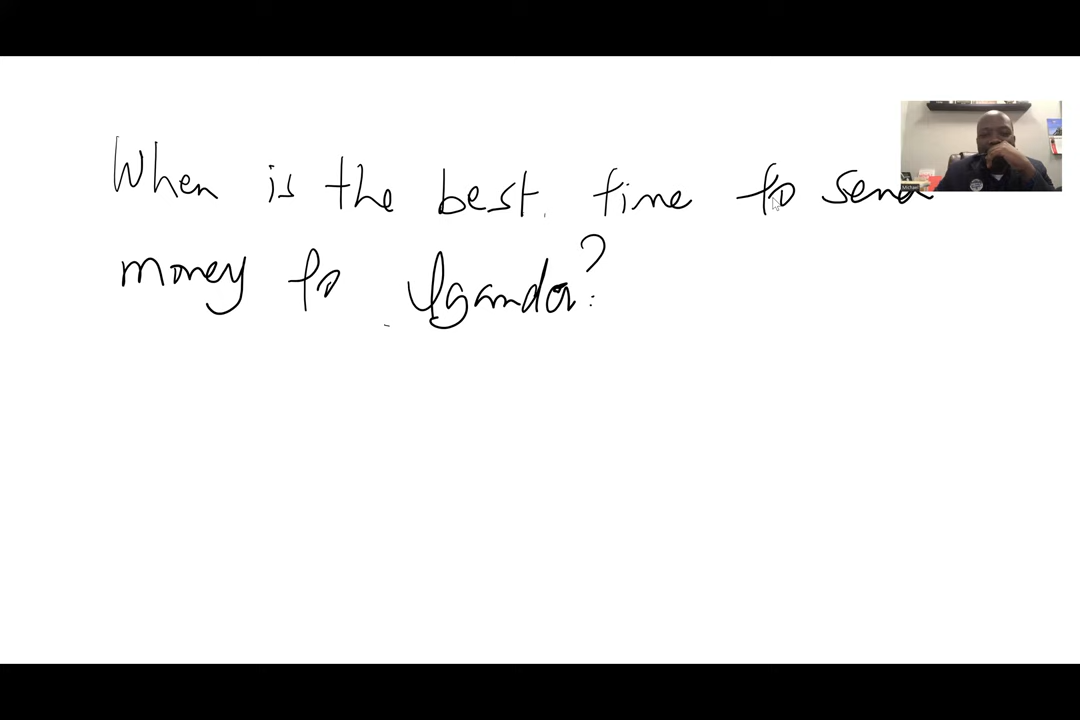 When is the best time to send
money to Uganda?